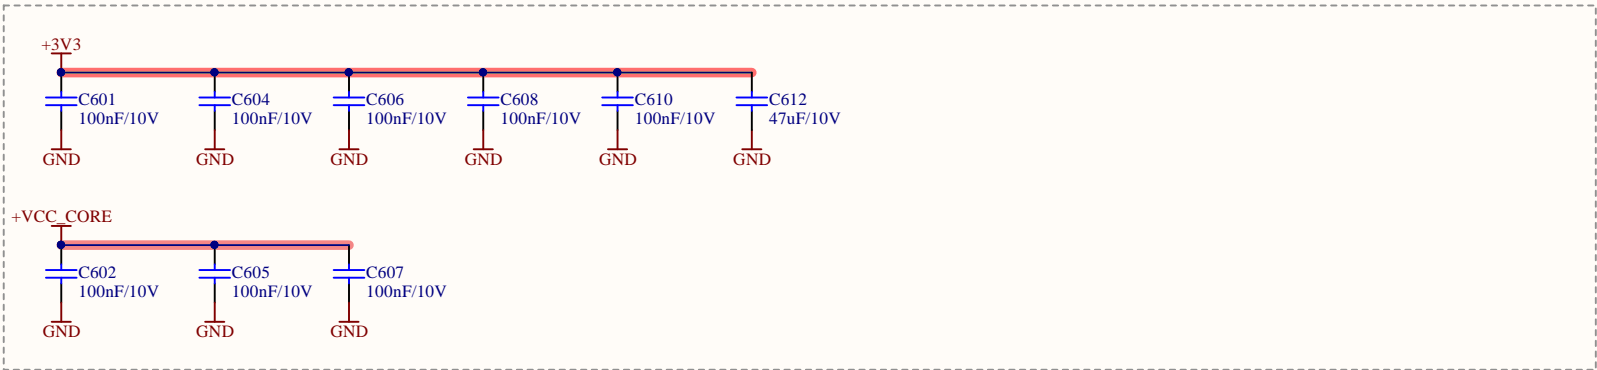 +3V3
C601 C604 C606 C608 C610 C612
100nF/10V 100nF/10V 100nF/10V 100nF/10V 100nF/10V 47uF/10V
GND GND GND GND GND GND
+VCC_CORE
C602 C605 C607
100nF/10V 100nF/10V 100nF/10V
GND GND GND